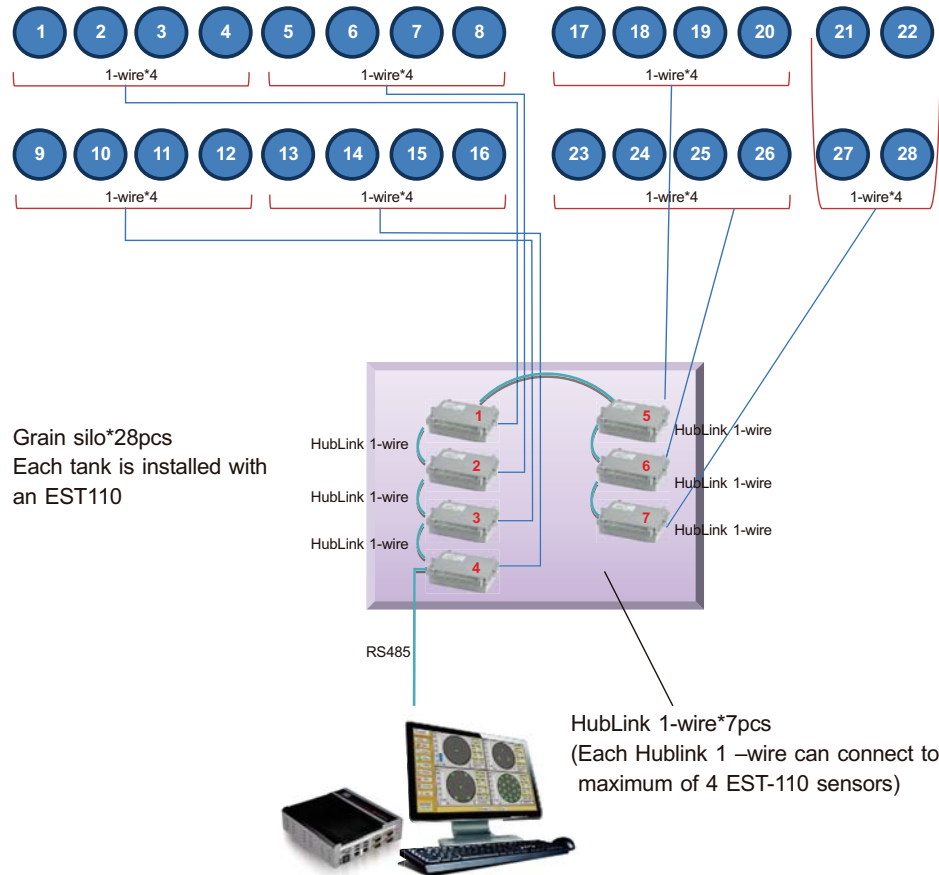 1 2 3 4 5 6 7 8 17 18 19 20 21 22
1-wire*4 1-wire*4 1-wire*4
9 10 11 12 13 14 15 16 23 24 25 26 27 28
1-wire*4 1-wire*4 1-wire*4 1-wire*4
1 5
Grain silo*28pcs
Each tank is installed with
an EST110
HubLink 1-wire HubLink 1-wire
2 6
HubLink 1-wire HubLink 1-wire
3 7
HubLink 1-wire HubLink 1-wire
4
RS485
HubLink 1-wire*7pcs
(Each Hublink 1 –wire can connect to
maximum of 4 EST-110 sensors)